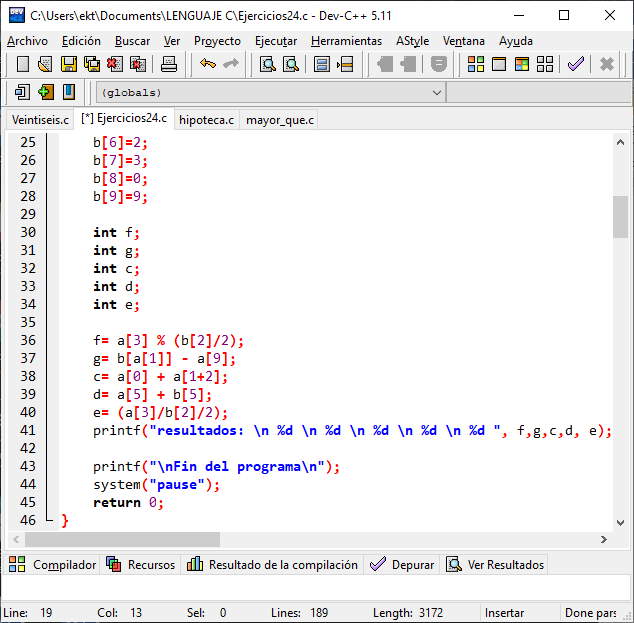 C:\Users\ekt\Documents\LENGUAJE C\Ejercicios24.c - Dev-C++ 5.11
Archivo Edición Buscar Ver Proyecto Ejecutar Herramientas AStyle Ventana Ayuda
(globals)
Veintiseis.c [*] Ejercicios24.c hipoteca.c mayor_que.c
25 b[6]=2;
26 b[7]=3;
27 b[8]=0;
28 b[9]=9;
29
30 int f;
31 int g;
32 int c;
33 int d;
34 int e;
35
36 f= a[3] % (b[2]/2);
37 g= b[a[1]] - a[9];
38 c= a[0] + a[1+2];
39 d= a[5] + b[5];
40 e= (a[3]/b[2]/2);
41 printf("resultados: \n %d \n %d \n %d \n %d \n %d ", f,g,c,d, e);
42
43 printf("\nFin del programa\n");
44 system("pause");
45 return 0;
46 }
Compilador Recursos Resultado de la compilación Depurar Ver Resultados
Line: 19 Col: 13 Sel: 0 Lines: 189 Length: 3172 Insertar Done pars